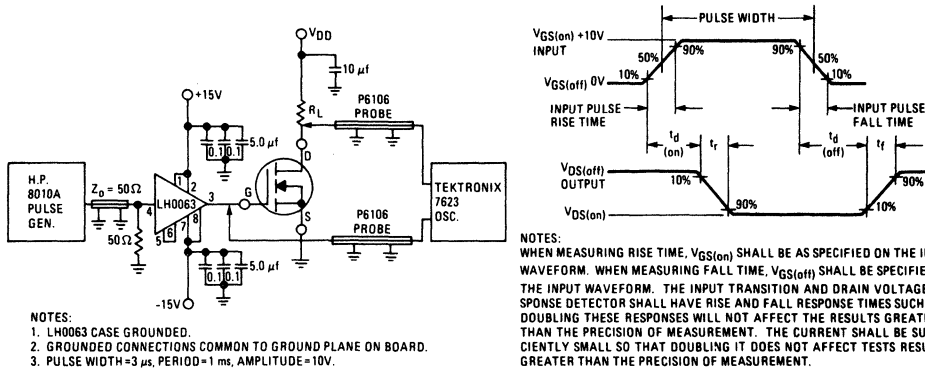 VDD
10 µf
+15V
RL
P6106
PROBE
0.1
0.1
5.0 µf
D
H.P.
8010A
PULSE
GEN.
Zo = 50Ω
50Ω
1
2
LH0063
3
4
5
6
7
8
G
S
TEKTRONIX
7623
OSC.
P6106
PROBE
0.1
0.1
5.0 µf
-15V
NOTES:
1. LH0063 CASE GROUNDED.
2. GROUNDED CONNECTIONS COMMON TO GROUND PLANE ON BOARD.
3. PULSE WIDTH = 3 µs, PERIOD = 1 ms, AMPLITUDE = 10V.
PULSE WIDTH
VGS(on) +10V
INPUT
90%
90%
50%
50%
10%
10%
VGS(off) 0V
INPUT PULSE
RISE TIME
INPUT PULSE
FALL TIME
td
(on)
tr
td
(off)
tf
VDS(off)
OUTPUT
10%
90%
VDS(on)
90%
10%
NOTES:
WHEN MEASURING RISE TIME, VGS(on) SHALL BE AS SPECIFIED ON THE I
WAVEFORM. WHEN MEASURING FALL TIME, VGS(off) SHALL BE SPECIFIE
THE INPUT WAVEFORM. THE INPUT TRANSITION AND DRAIN VOLTAGE
SPONSE DETECTOR SHALL HAVE RISE AND FALL RESPONSE TIMES SUCH
DOUBLING THESE RESPONSES WILL NOT AFFECT THE RESULTS GREAT
THAN THE PRECISION OF MEASUREMENT. THE CURRENT SHALL BE SU
CIENTLY SMALL SO THAT DOUBLING IT DOES NOT AFFECT TESTS RESU
GREATER THAN THE PRECISION OF MEASUREMENT.